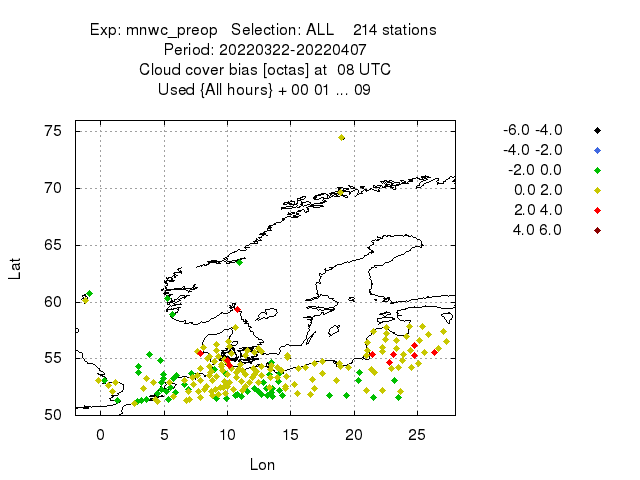 Exp: mnwc_preop Selection: ALL 214 stations
Period: 20220322-20220407
Cloud cover bias [octas] at 08 UTC
Used {All hours} + 00 01 ... 09
75
70
65
60
55
50
0 5 10 15 20 25
Lat
Lon
-6.0 -4.0
-4.0 -2.0
-2.0 0.0
0.0 2.0
2.0 4.0
4.0 6.0